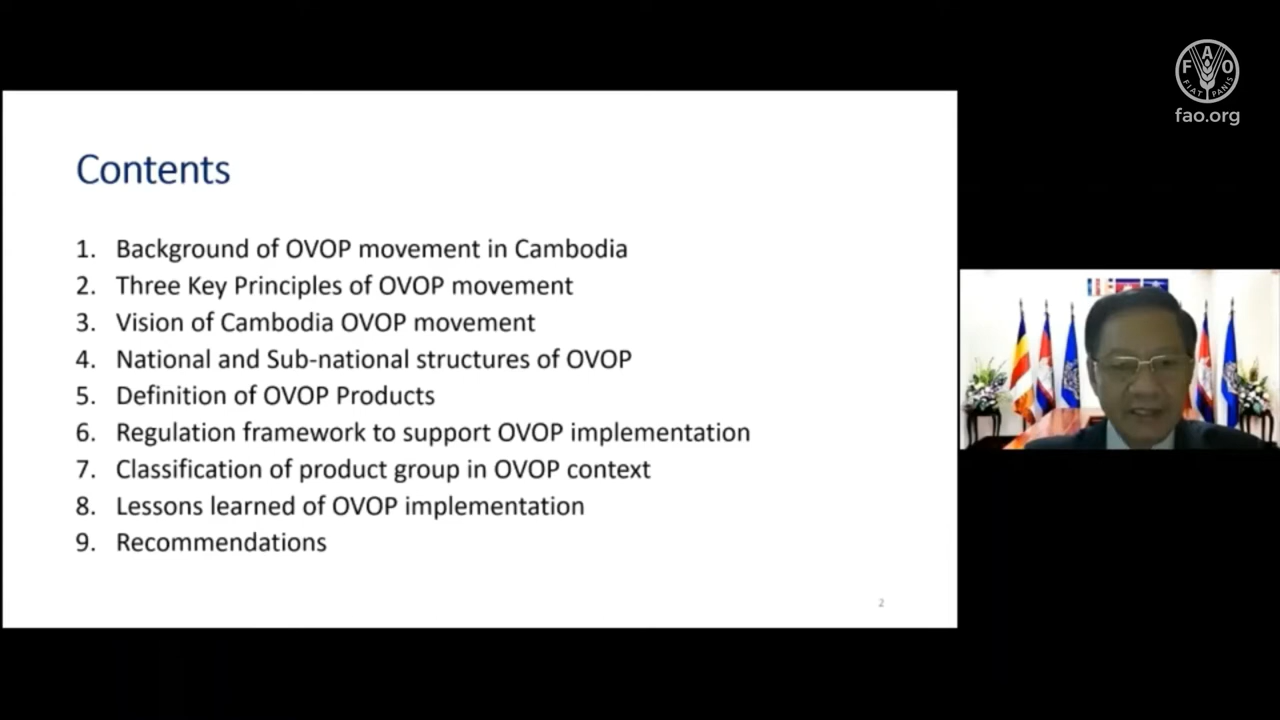 Contents
1. Background of OVOP movement in Cambodia
2. Three Key Principles of OVOP movement
3. Vision of Cambodia OVOP movement
4. National and Sub-national structures of OVOP
5. Definition of OVOP Products
6. Regulation framework to support OVOP implementation
7. Classification of product group in OVOP context
8. Lessons learned of OVOP implementation
9. Recommendations
2
F A O
FIAT PANIS
fao.org